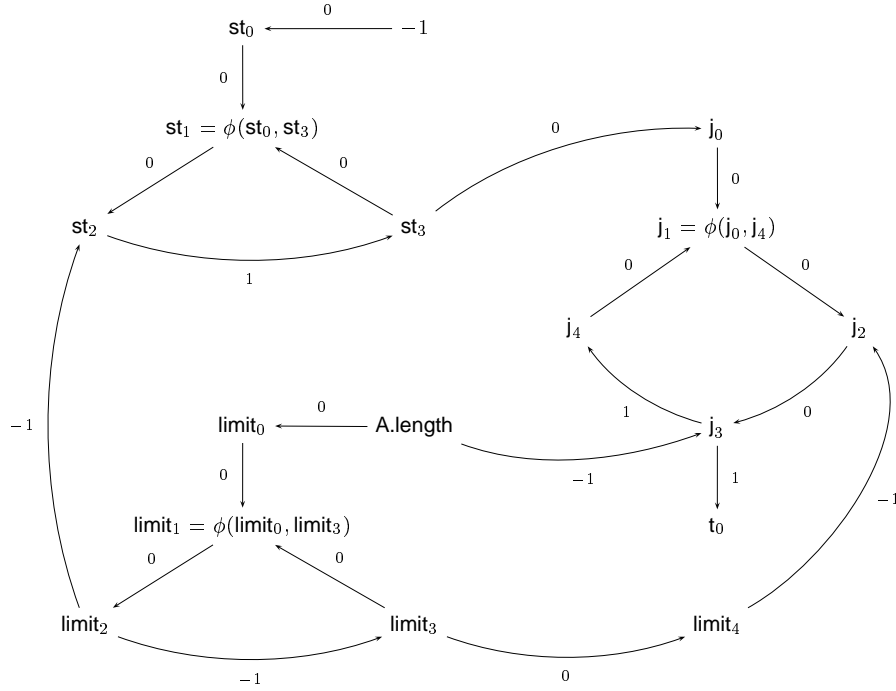 0
st₀ −1
0
st₁ = ϕ(st₀, st₃) 0 j₀
0 0 0
st₂ st₃ j₁ = ϕ(j₀, j₄)
1 0 0
j₄ j₂
−1 0 1 0
limit₀ A.length j₃
0 −1 1 −1
limit₁ = ϕ(limit₀, limit₃) t₀
0 0
limit₂ limit₃ limit₄
−1 0